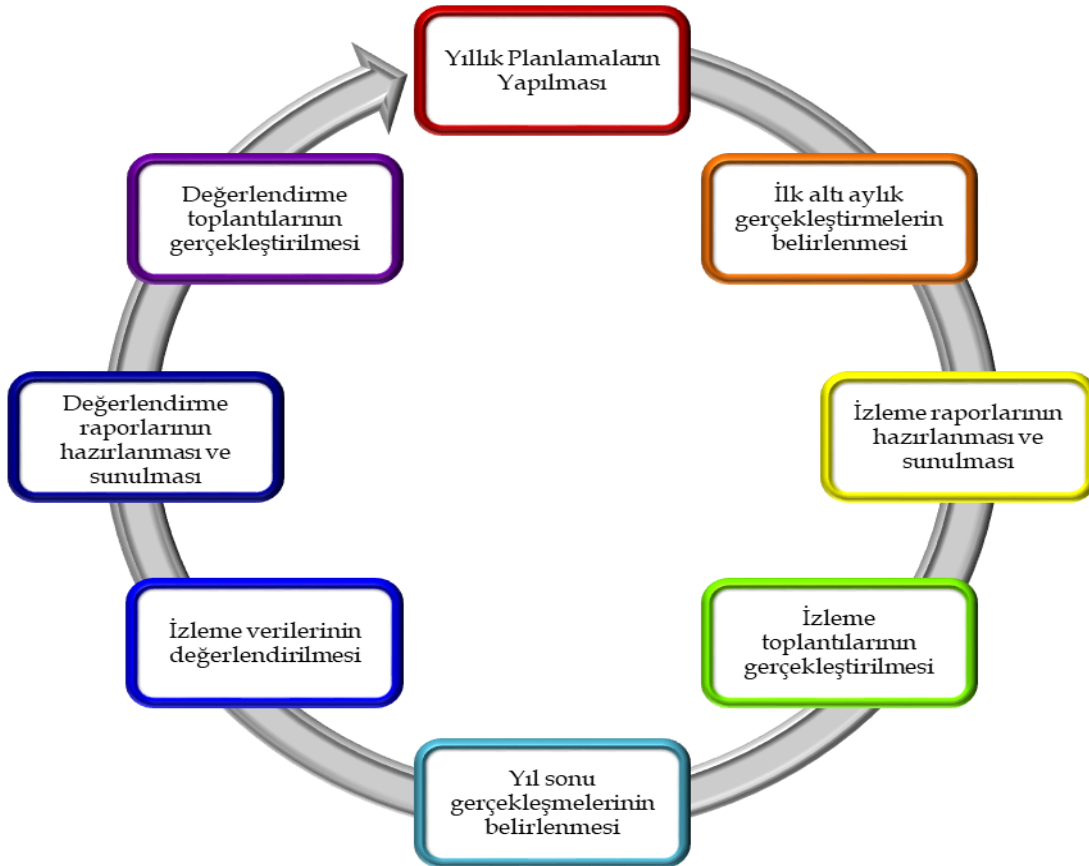 Yıllık Planlamaların
Yapılması
İlk altı aylık
gerçekleştirmelerin
belirlenmesi
İzleme raporlarının
hazırlanması ve
sunulması
İzleme
toplantılarının
gerçekleştirilmesi
Yıl sonu
gerçekleşmelerinin
belirlenmesi
İzleme verilerinin
değerlendirilmesi
Değerlendirme
raporlarının
hazırlanması ve
sunulması
Değerlendirme
toplantılarının
gerçekleştirilmesi